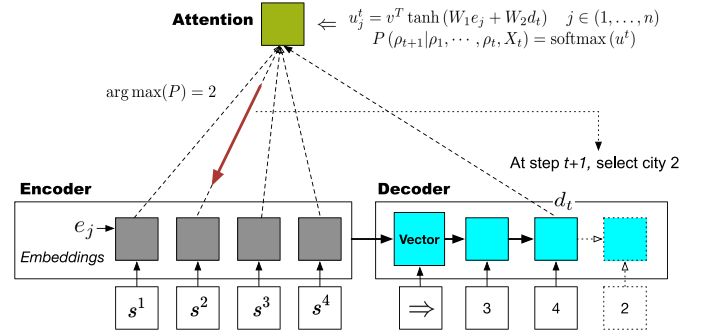 Attention
⇐ u_j^t = v^T tanh (W_1 e_j + W_2 d_t) j ∈ (1, . . . , n)
P (ρ_{t+1}|ρ_1, · · · , ρ_t, X_t) = softmax (u^t)
arg max(P) = 2
At step t+1, select city 2
Encoder
Decoder
e_j
d_t
Vector
Embeddings
s^1 s^2 s^3 s^4 ⇒ 3 4 2